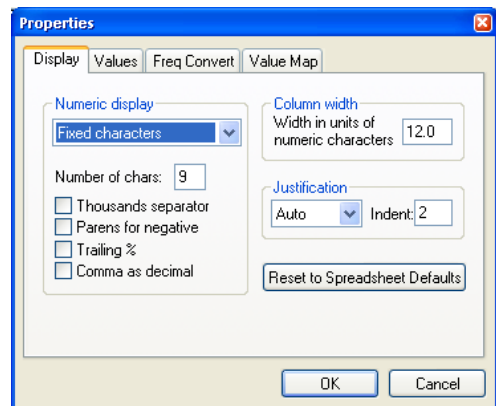 Properties
Display Values Freq Convert Value Map
Numeric display
Fixed characters
Number of chars: 9
Thousands separator
Parens for negative
Trailing %
Comma as decimal
Column width
Width in units of
numeric characters 12.0
Justification
Auto Indent: 2
Reset to Spreadsheet Defaults
OK Cancel